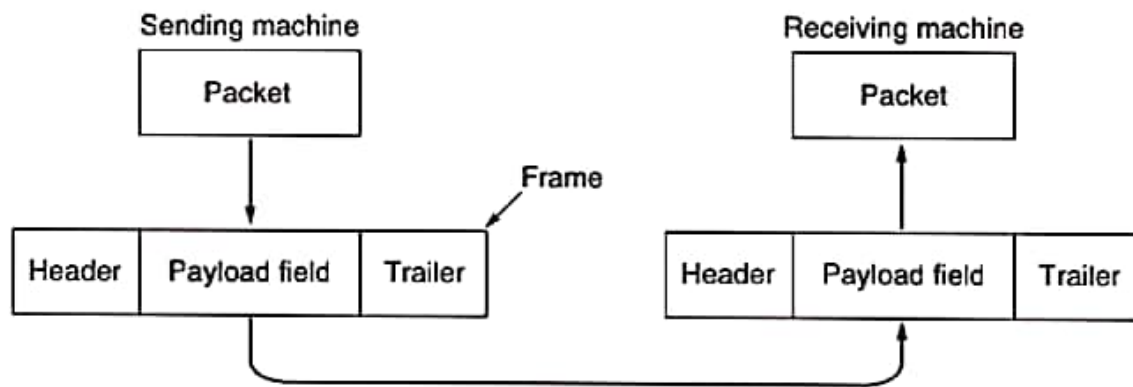 Sending machine
Receiving machine
Packet
Packet
Frame
Header
Payload field
Trailer
Header
Payload field
Trailer